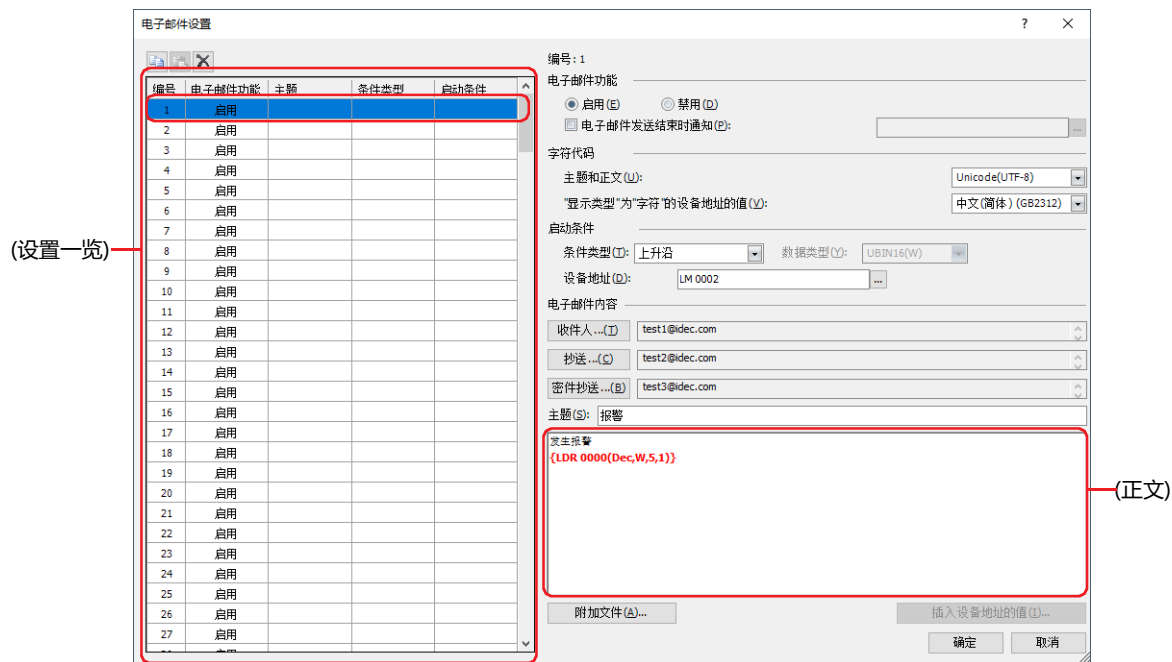 电子邮件设置
?
编号: 1
电子邮件功能
编号 电子邮件功能 主题 条件类型 启动条件
1 启用
2 启用
3 启用
4 启用
5 启用
6 启用
7 启用
8 启用
9 启用
10 启用
11 启用
12 启用
13 启用
14 启用
15 启用
16 启用
17 启用
18 启用
19 启用
20 启用
21 启用
22 启用
23 启用
24 启用
25 启用
26 启用
27 启用
(设置一览)
启用(E) 禁用(D)
电子邮件发送结束时通知(P): ...
字符代码
主题和正文(U): Unicode(UTF-8)
"显示类型"为"字符"的设备地址的值(V): 中文(简体) (GB2312)
启动条件
条件类型(T): 上升沿 数据类型(Y): UBIN16(W)
设备地址(D): LM 0002 ...
电子邮件内容
收件人...(T) test1@idec.com
抄送...(C) test2@idec.com
密件抄送...(B) test3@idec.com
主题(S): 报警
发生报警
{LDR 0000(Dec,W,5,1)}
(正文)
附加文件(A)... 插入设备地址的值(I)...
确定 取消